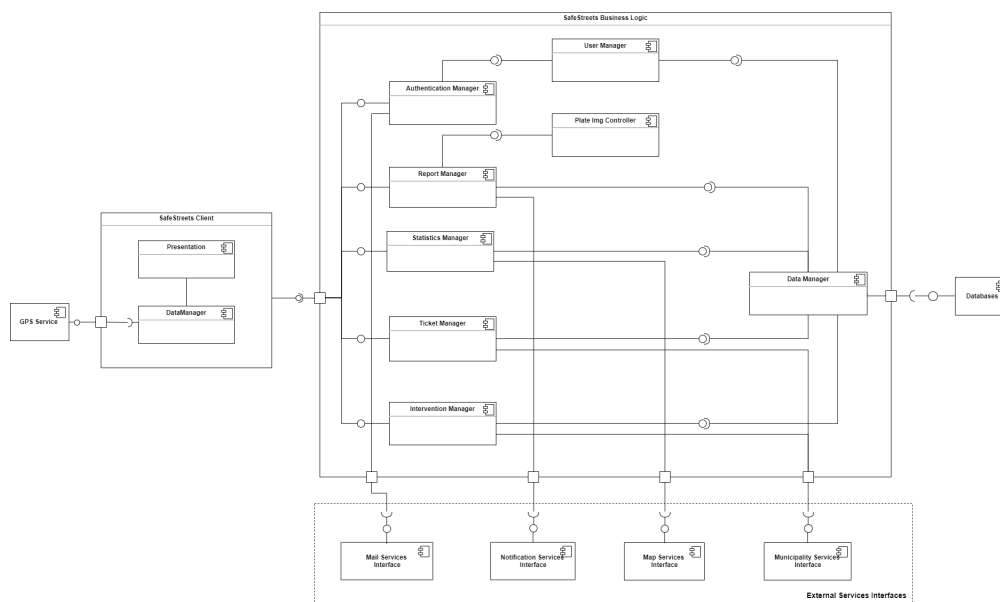 SafeStreets Business Logic
User Manager
Authentication Manager
Plate Img Controller
Report Manager
SafeStreets Client
Statistics Manager
Presentation
Data Manager
Databases
DataManager
GPS Service
Ticket Manager
Intervention Manager
Mail Services
Interface
Notification Services
Interface
Map Services
Interface
Municipality Services
Interface
External Services Interfaces